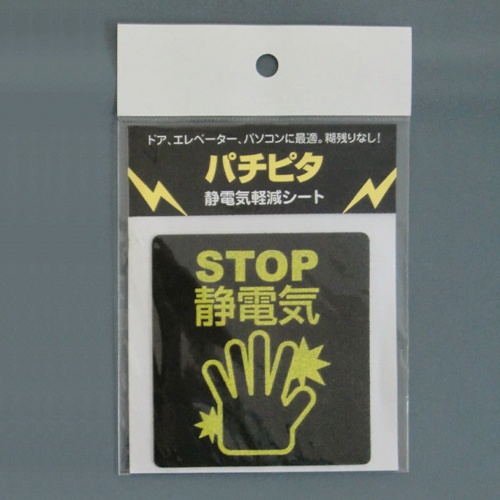 ドア、エレベーター、パソコンに最適。糊残りなし!
パチピタ
静電気軽減シート
STOP
静電気